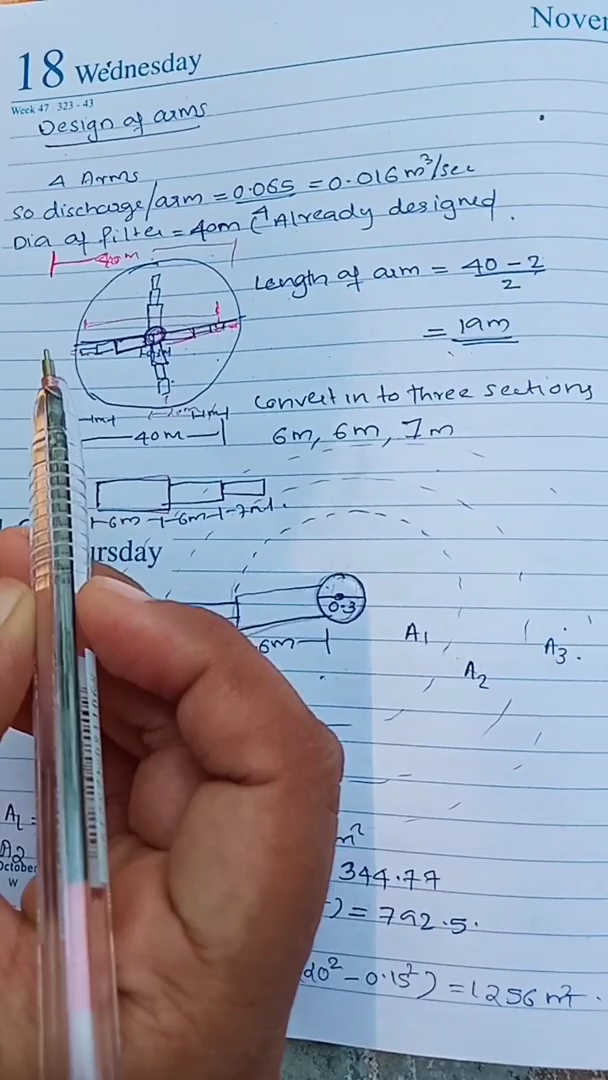 Novem
18 Wednesday
Week 47 323-43
Design of arms
4 Arms
So discharge/arm = 0.065/4 = 0.016 m³/sec
Dia of filter = 40m (Already designed.
40m
Length of arm = 40 - 2 / 2
= 19m
Convert in to three sections
6m, 6m, 7m
40m
6m 6m 7m
ursday
0.3
6m
A1
A2
A3.
A1 =
A2
October
W
m²
344.77
) = 792.5.
(20² - 0.15²) = 1256 m².